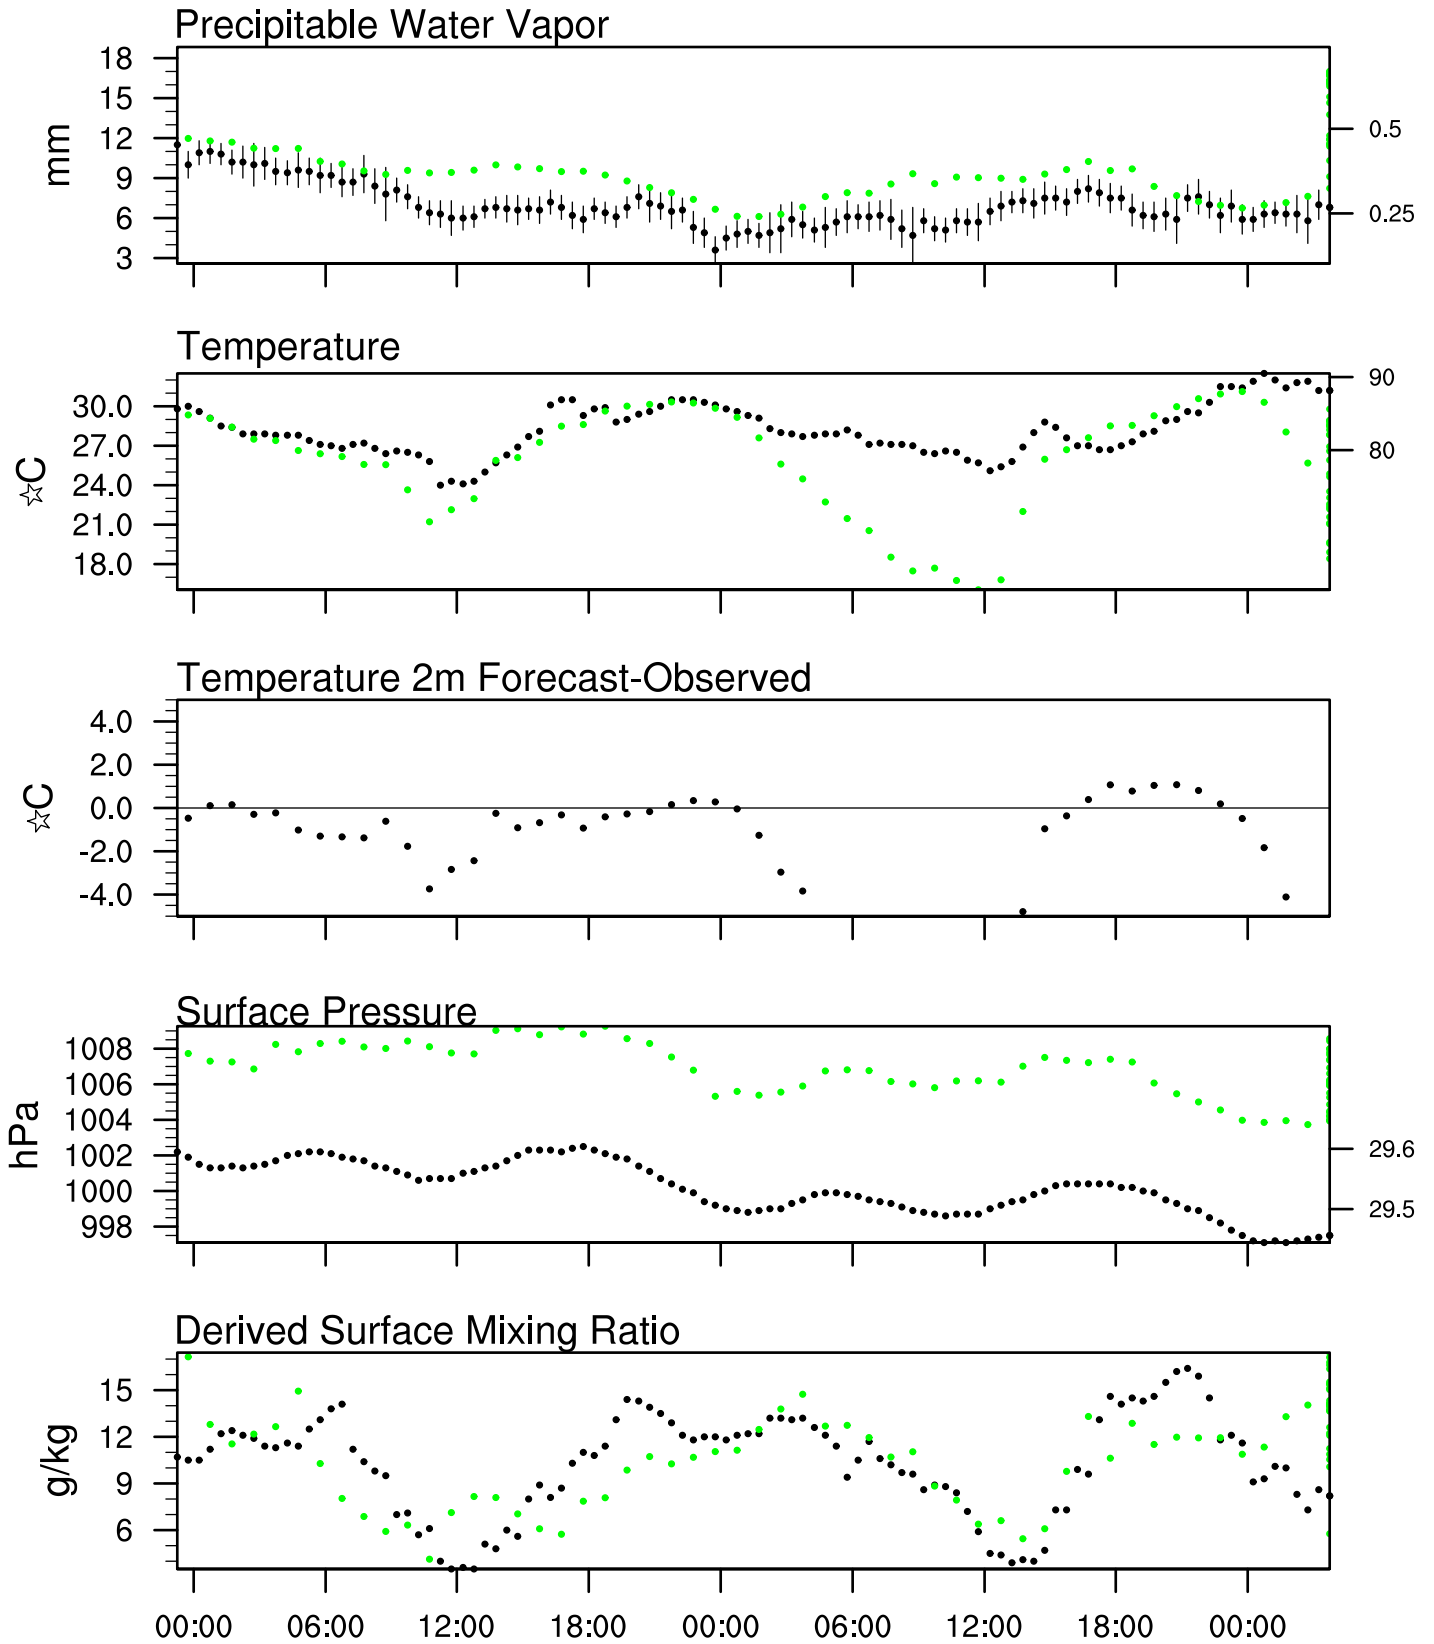 Precipitable Water Vapor
18
15
12
9
6
3
mm
0.5
0.25
Temperature
30.0
27.0
24.0
21.0
18.0
☆C
90
80
Temperature 2m Forecast-Observed
4.0
2.0
0.0
-2.0
-4.0
☆C
Surface Pressure
1008
1006
1004
1002
1000
998
hPa
29.6
29.5
Derived Surface Mixing Ratio
15
12
9
6
g/kg
00:00 06:00 12:00 18:00 00:00 06:00 12:00 18:00 00:00